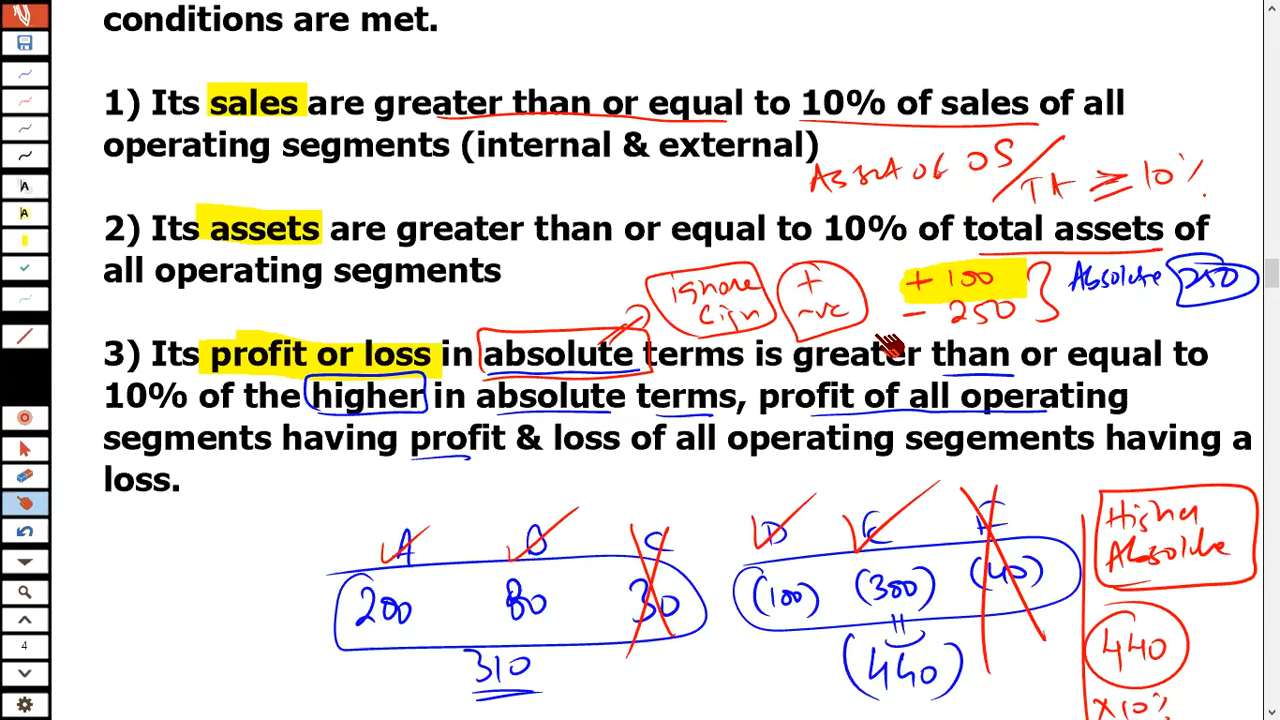 conditions are met.
1) Its sales are greater than or equal to 10% of sales of all
operating segments (internal & external)
Asset of OS / TA ≥ 10%
2) Its assets are greater than or equal to 10% of total assets of
all operating segments
ignore
sign
+
-ve
+ 100
- 250
Absolute 250
3) Its profit or loss in absolute terms is greater than or equal to
10% of the higher in absolute terms, profit of all operating
segments having profit & loss of all operating segements having a
loss.
A B C D E F
200 80 30 (100) (300) (40)
310 (440)
Higher
Absolute
440
x10%
A
A
4